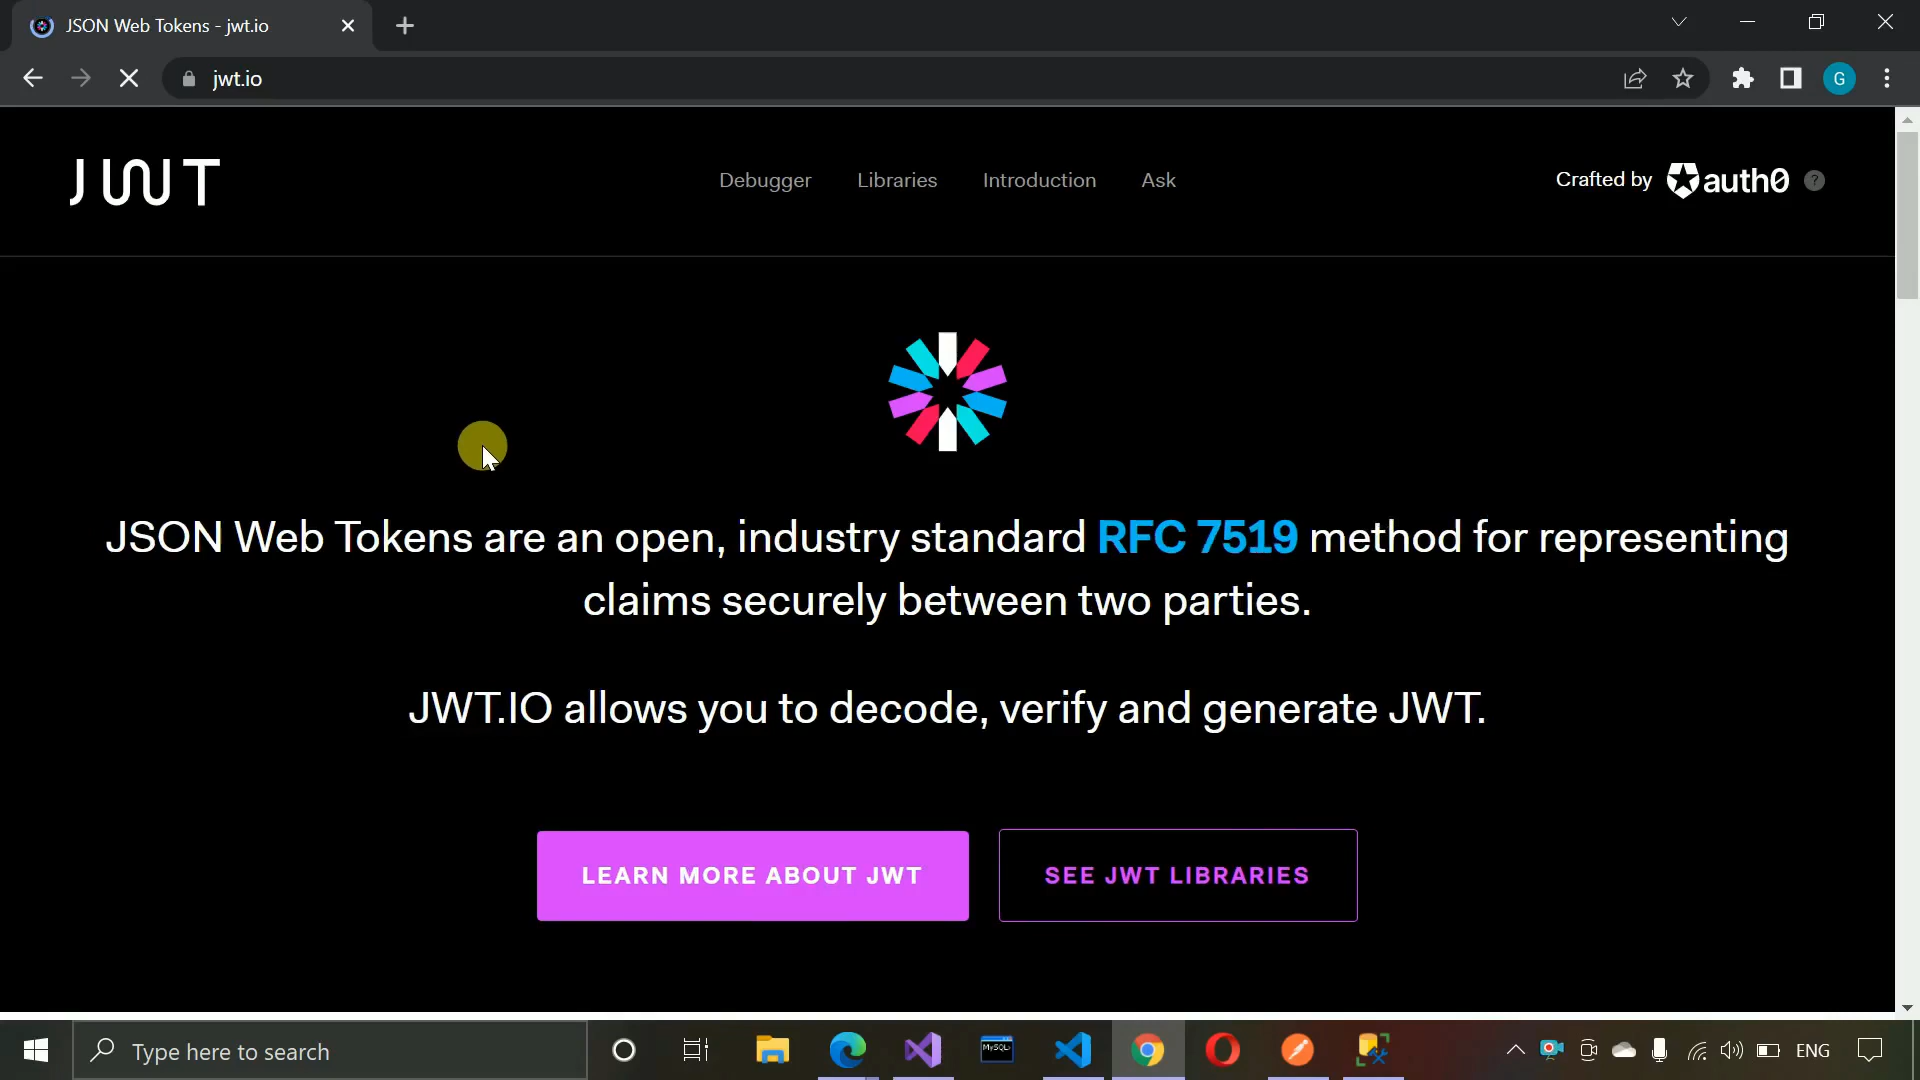 JSON Web Tokens - jwt.io
jwt.io
G
JWT
Debugger
Libraries
Introduction
Ask
Crafted by auth0 ?
JSON Web Tokens are an open, industry standard RFC 7519 method for representing
claims securely between two parties.
JWT.IO allows you to decode, verify and generate JWT.
LEARN MORE ABOUT JWT
SEE JWT LIBRARIES
Type here to search
MySQL
ENG